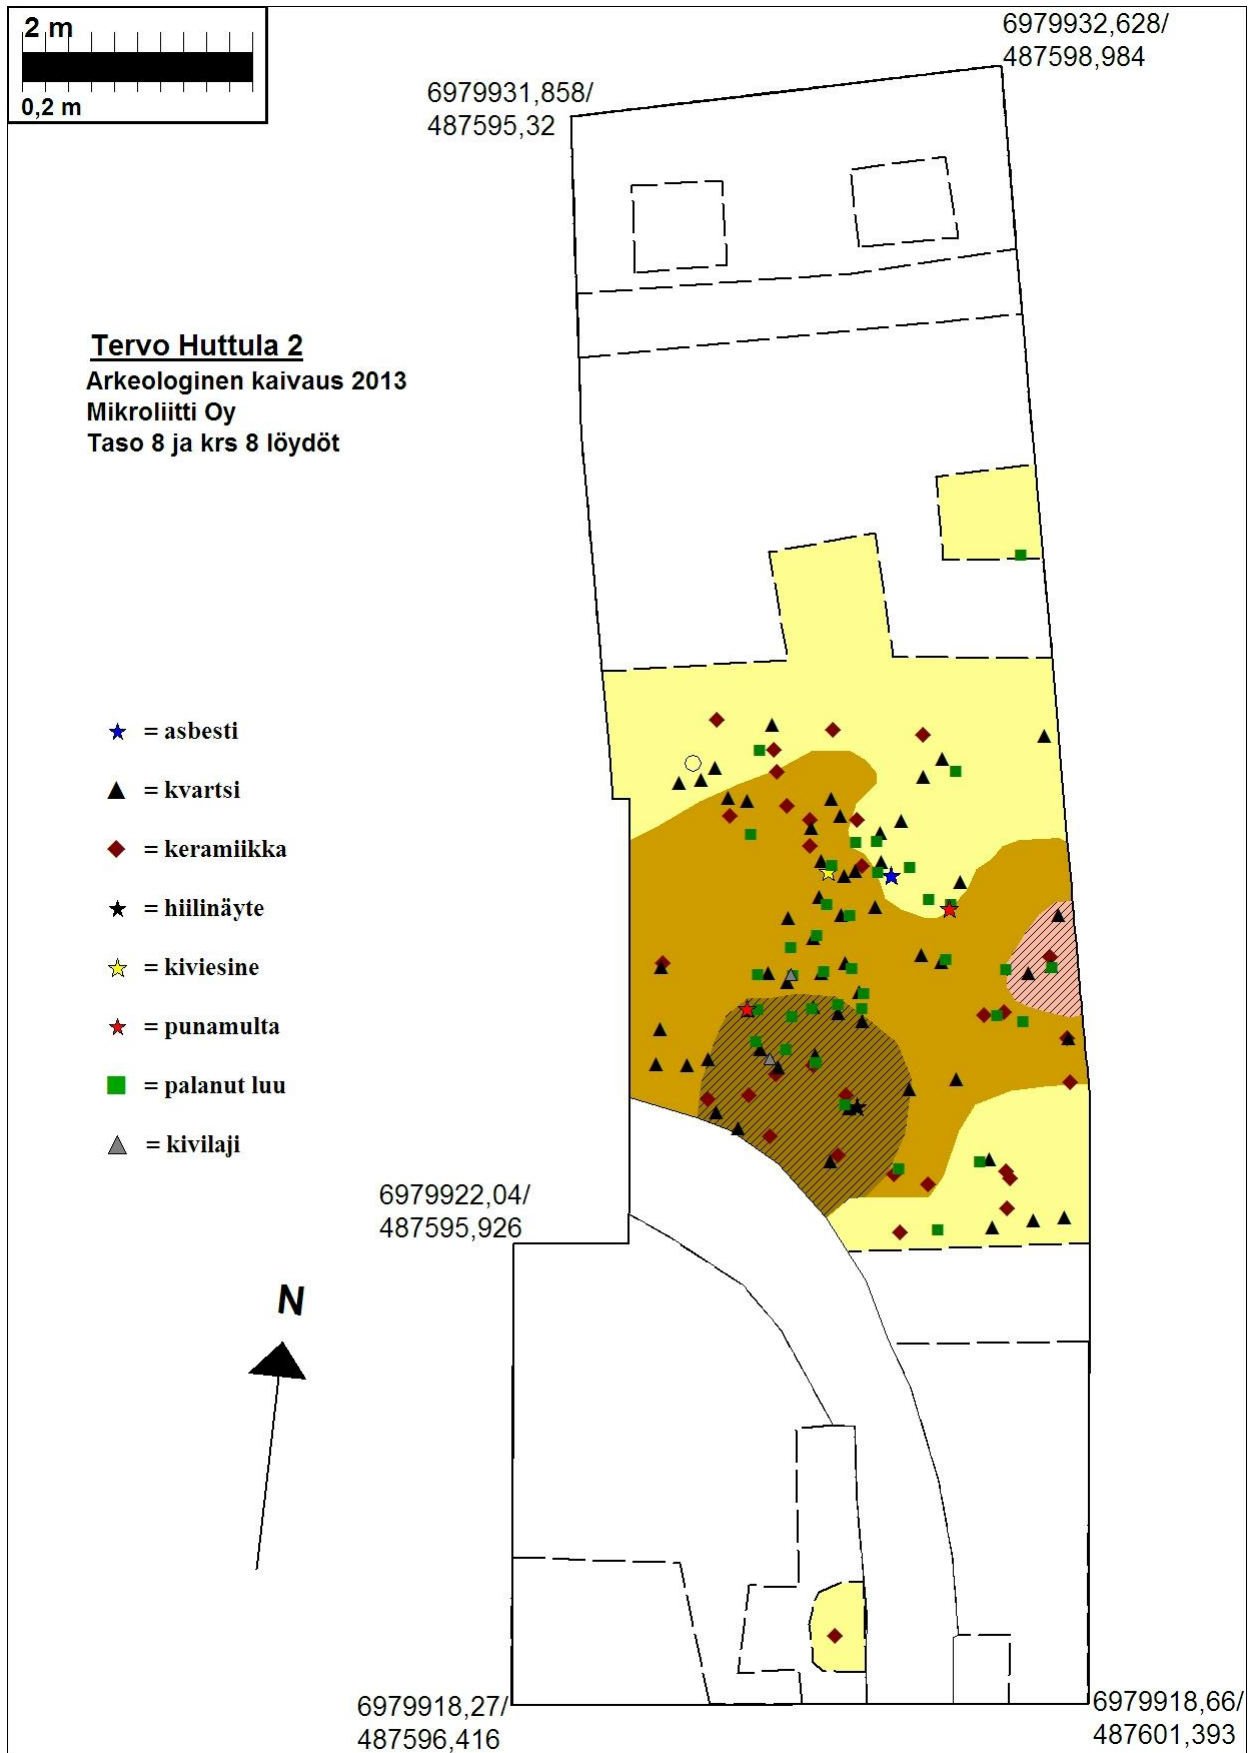 2 m
0,2 m
6979932,628/
487598,984
6979931,858/
487595,32
Tervo Huttula 2
Arkeologinen kaivaus 2013
Mikroliitti Oy
Taso 8 ja krs 8 löydöt
= asbesti
= kvartsi
= keramiikka
= hiilinäyte
= kiviesine
= punamulta
= palanut luu
= kivilaji
6979922,04/
487595,926
N
6979918,27/
487596,416
6979918,66/
487601,393